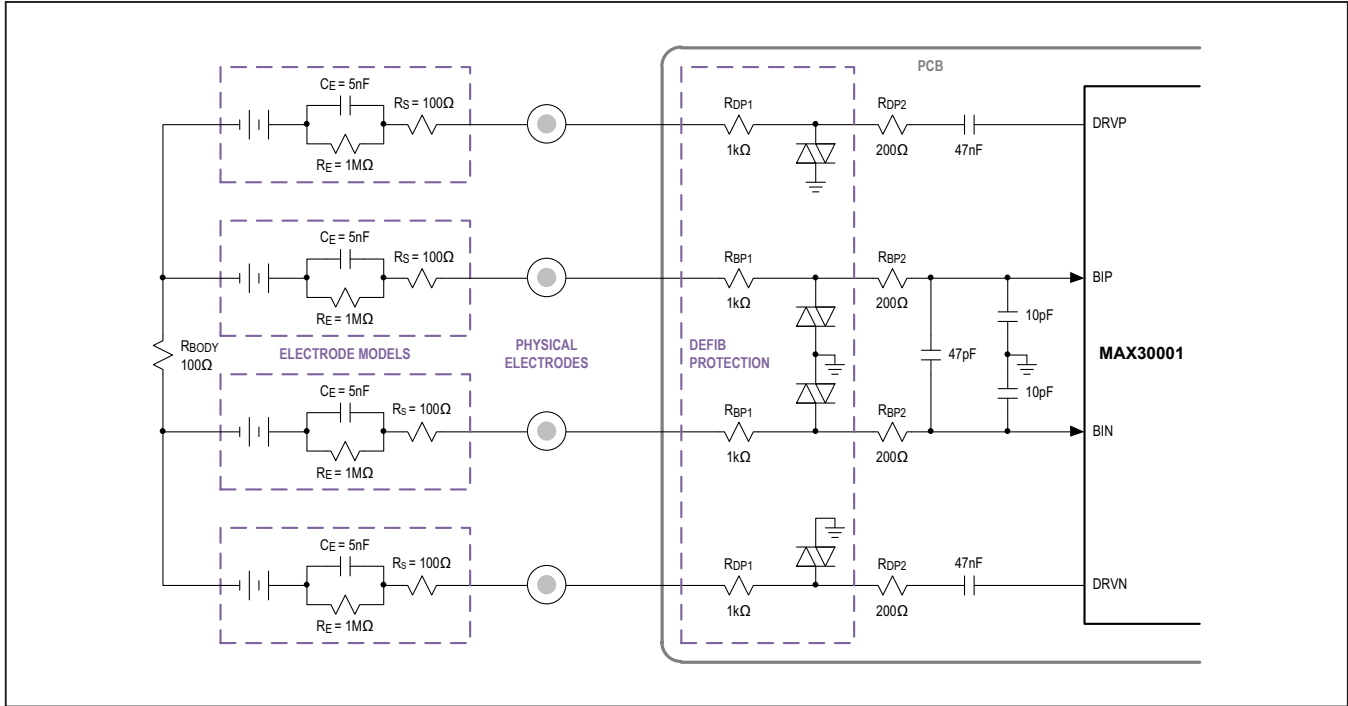 PCB
CE = 5nF
RS = 100Ω
RE = 1MΩ
RDP1
1kΩ
RDP2
200Ω
47nF
DRVP
CE = 5nF
RS = 100Ω
RE = 1MΩ
RBP1
1kΩ
RBP2
200Ω
BIP
10pF
RBODY
100Ω
ELECTRODE MODELS
PHYSICAL
ELECTRODES
DEFIB
PROTECTION
47pF
MAX30001
10pF
CE = 5nF
RS = 100Ω
RE = 1MΩ
RBP1
1kΩ
RBP2
200Ω
BIN
CE = 5nF
RS = 100Ω
RE = 1MΩ
RDP1
1kΩ
RDP2
200Ω
47nF
DRVN